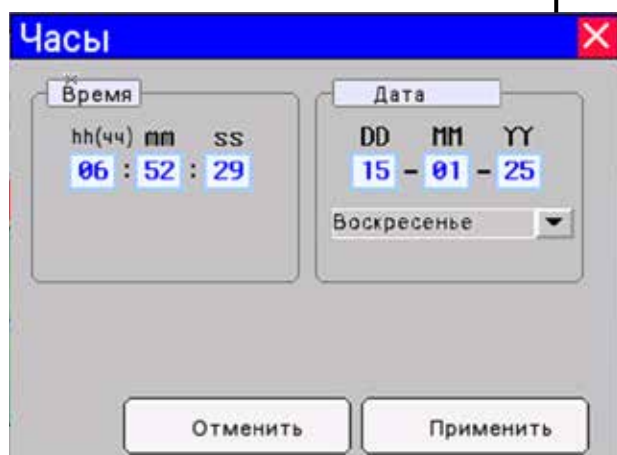 Часы
Время
Дата
hh(чч) mm ss
DD MM YY
06 : 52 : 29
15 - 01 - 25
Воскресенье
Отменить
Применить